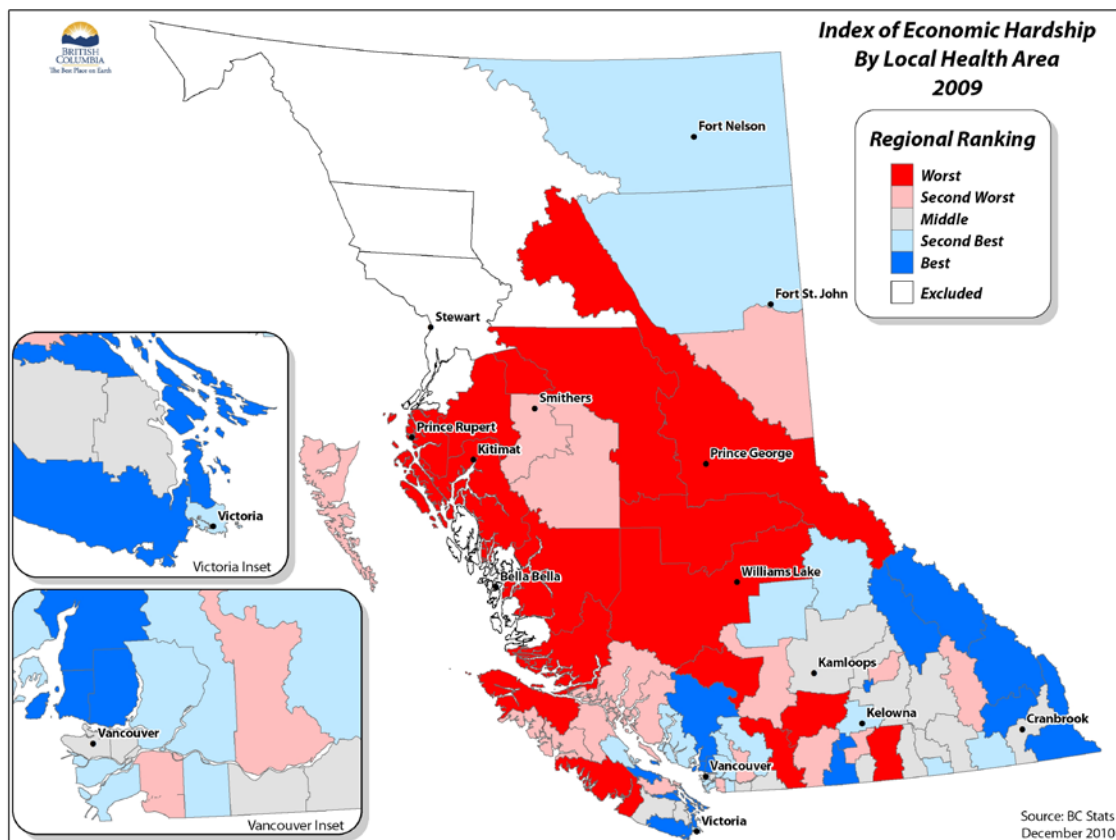 BRITISH
COLUMBIA
The Best Place on Earth
Index of Economic Hardship
By Local Health Area
2009
Regional Ranking
Worst
Second Worst
Middle
Second Best
Best
Excluded
Fort Nelson
Fort St. John
Stewart
Smithers
Prince Rupert
Kitimat
Prince George
Bella Bella
Williams Lake
Kamloops
Kelowna
Cranbrook
Vancouver
Victoria
Victoria
Victoria Inset
Vancouver
Vancouver Inset
Source: BC Stats
December 2010